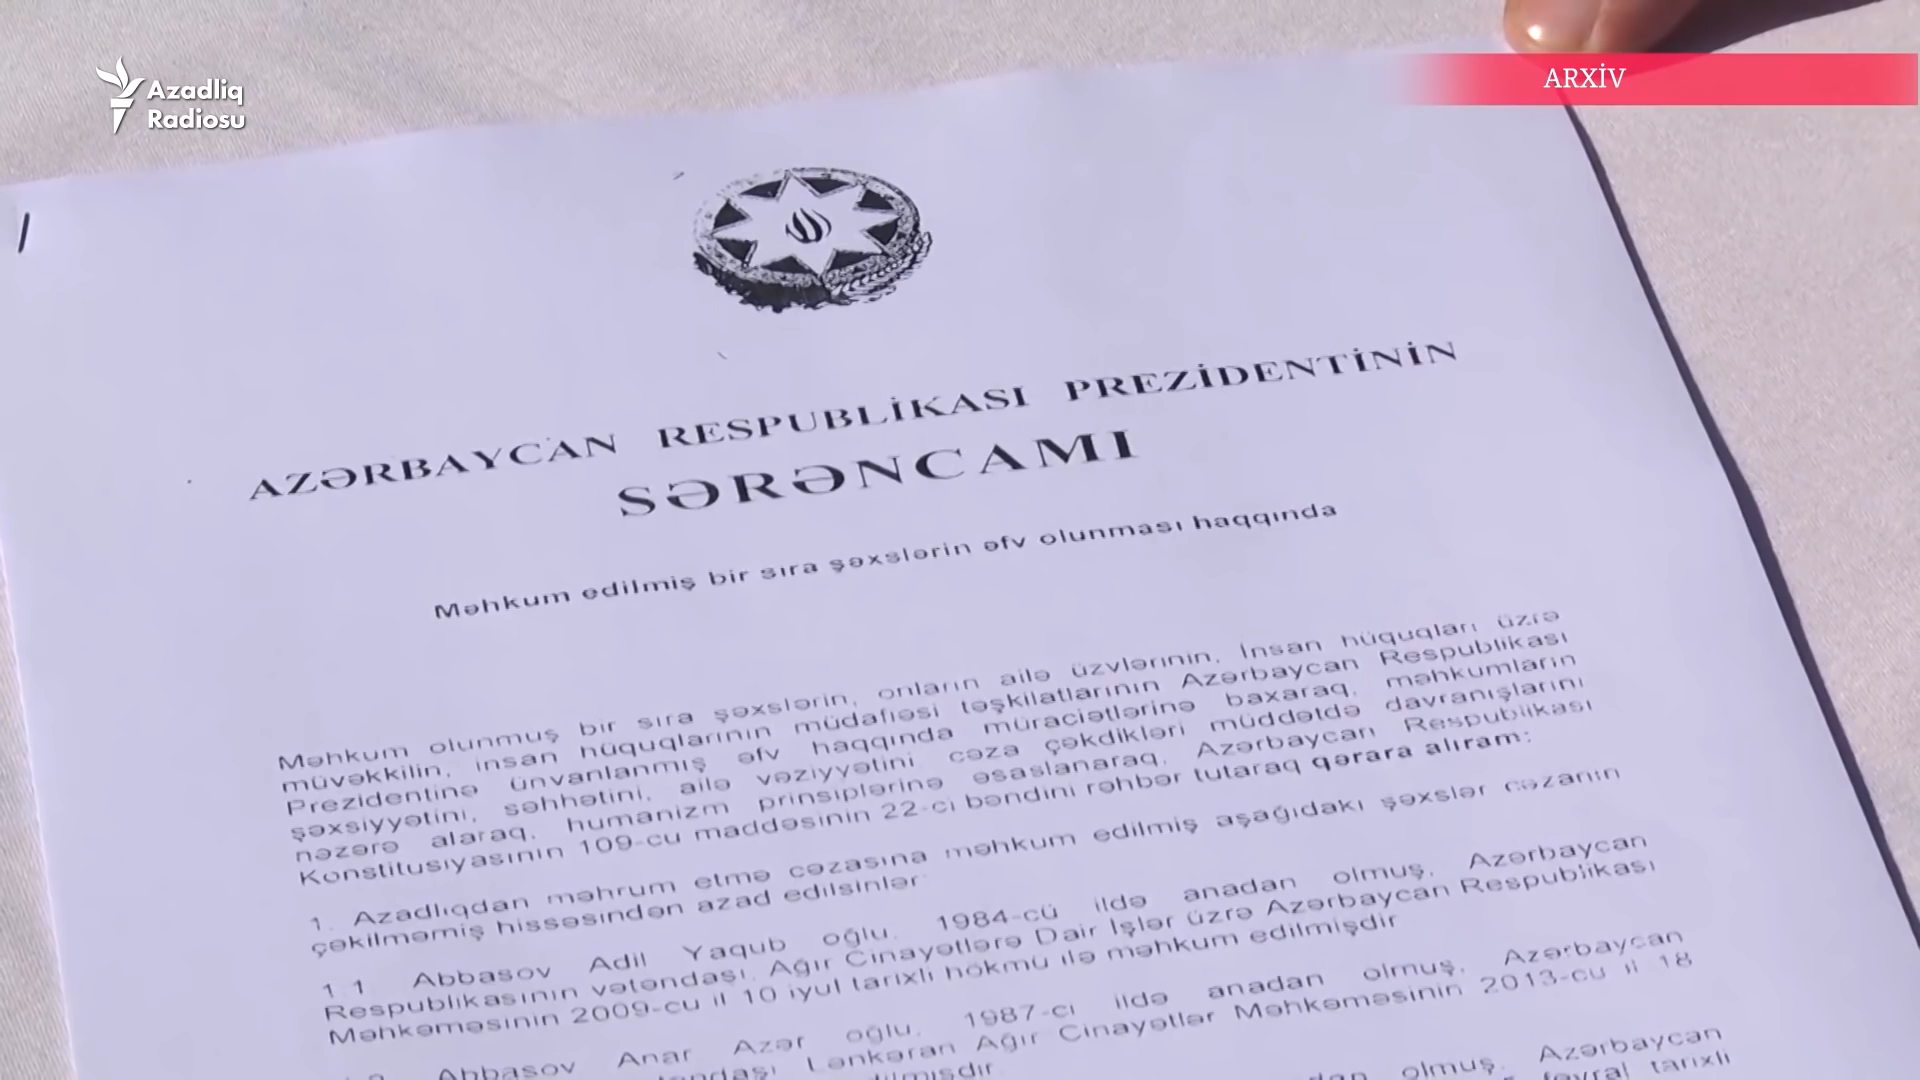 Azadlıq
Radiosu
ARXİV
AZƏRBAYCAN RESPUBLİKASI PREZİDENTİNİN
SƏRƏNCAMI
Məhkum edilmiş bir sıra şəxslərin əfv olunması haqqında
Məhkum olunmuş bir sıra şəxslərin, onların ailə üzvlərinin, İnsan hüquqları üzrə
müvəkkilin, insan hüquqlarının müdafiəsi təşkilatlarının Azərbaycan Respublikası
Prezidentinə ünvanlanmış əfv haqqında müraciətlərinə baxaraq, məhkumların
şəxsiyyətini, səhhətini, ailə vəziyyətini cəza çəkdikləri müddətdə davranışlarını
nəzərə alaraq, humanizm prinsiplərinə əsaslanaraq, Azərbaycan Respublikası
Konstitusiyasının 109-cu maddəsinin 22-ci bəndini rəhbər tutaraq qərara alıram:
1. Azadlıqdan məhrum etmə cəzasına məhkum edilmiş aşağıdakı şəxslər cəzanın
çəkilməmiş hissəsindən azad edilsinlər
1.1 Abbasov Adil Yaqub oğlu, 1984-cü ildə anadan olmuş, Azərbaycan
Respublikasının vətəndaşı, Ağır Cinayətlərə Dair İşlər üzrə Azərbaycan Respublikası
Məhkəməsinin 2009-cu il 10 iyul tarixli hökmü ilə məhkum edilmişdir
Abbasov Anar Azər oğlu, 1987-ci ildə anadan olmuş, Azərbaycan
Lənkəran Ağır Cinayətlər Məhkəməsinin 2013-cu il 18
olmuş, Azərbaycan
tarixli